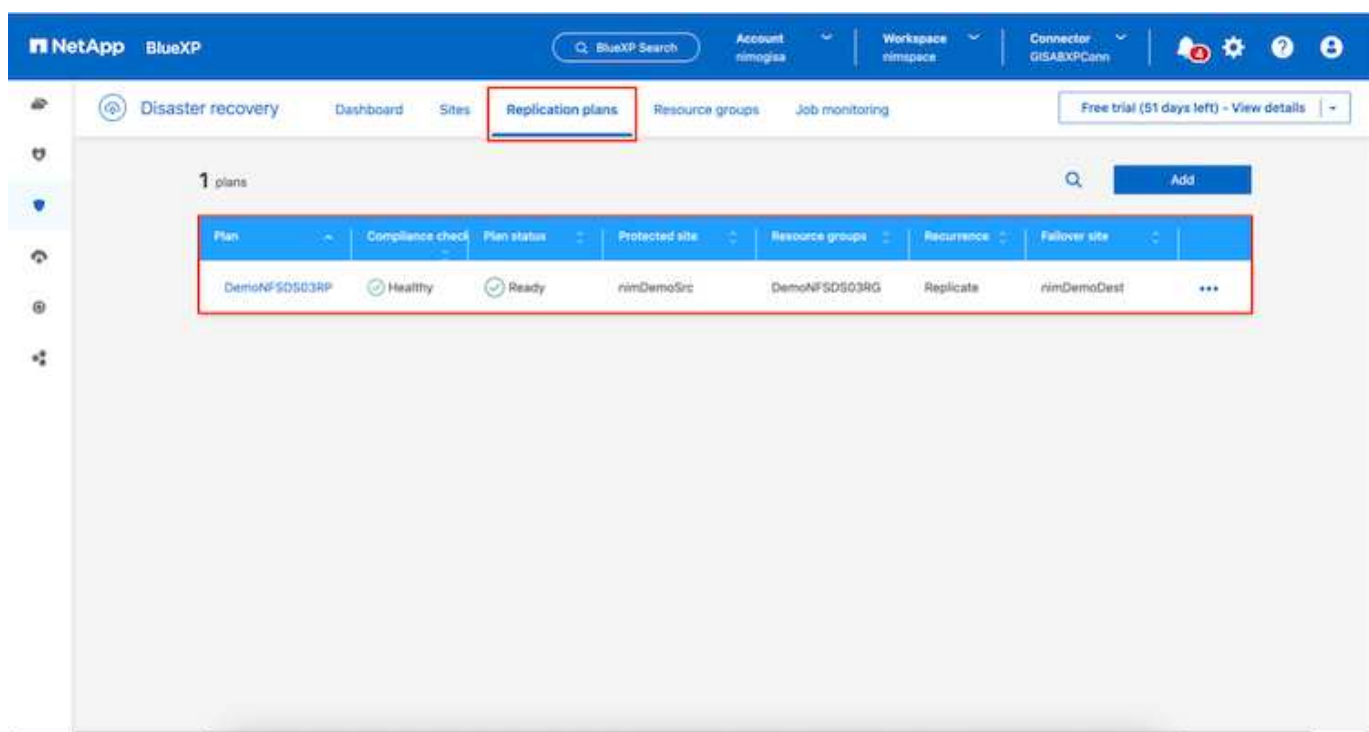 NetApp BlueXP BlueXP Search Account Workspace Connector 4
nimogisa nimspace GISABXPConn
Disaster recovery Dashboard Sites Replication plans Resource groups Job monitoring Free trial (51 days left) - View details
1 plans Add
Plan Compliance check Plan status Protected site Resource groups Recurrence Failover site
DemoNFSDS03RP Healthy Ready nimDemoSrc DemoNFSDS03RG Replicate nimDemoDest